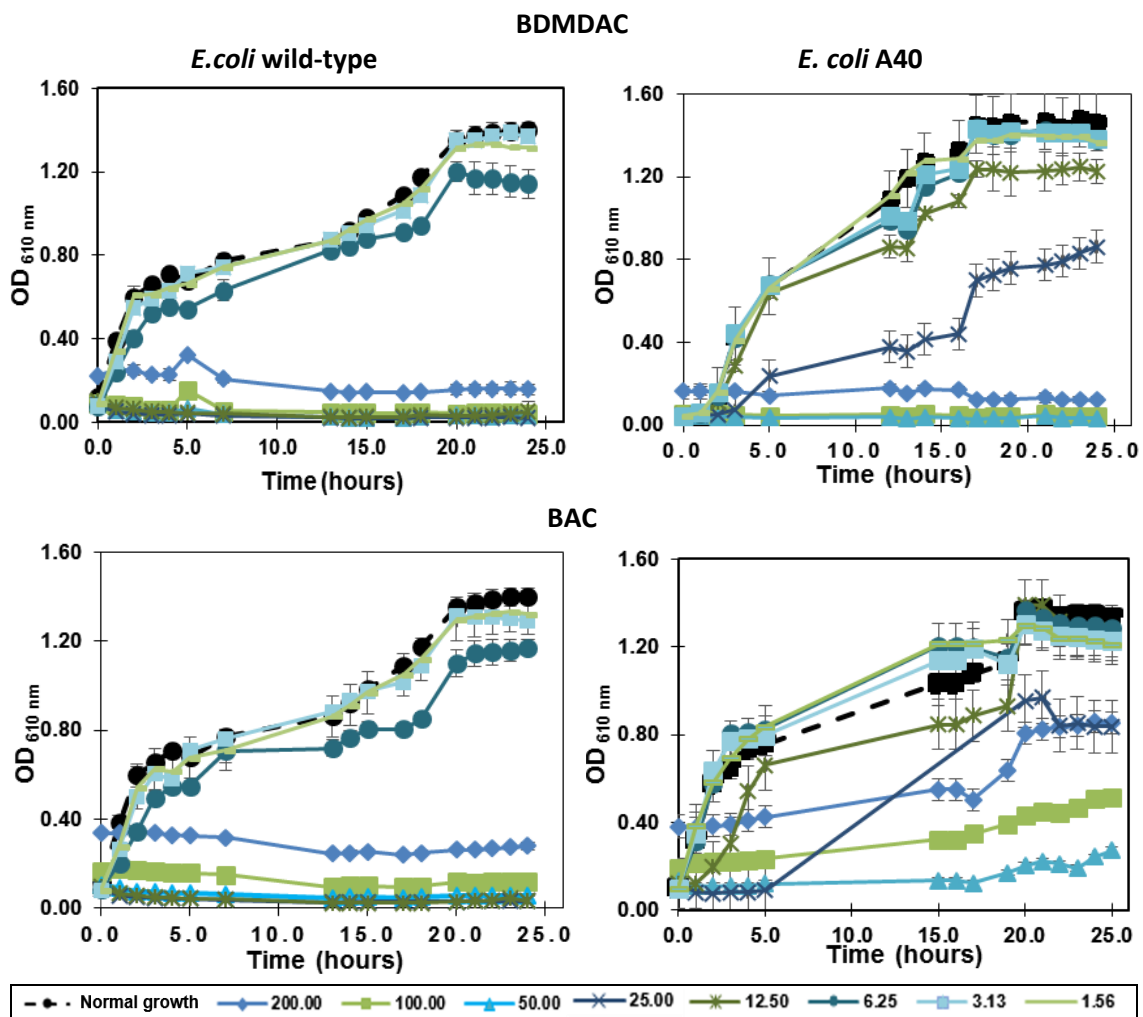 BDMDAC
E.coli wild-type
E. coli A40
1.60
1.20
0.80
0.40
0.00
OD 610 nm
0.0 5.0 10.0 15.0 20.0 25.0
Time (hours)
1.60
1.20
0.80
0.40
0.00
OD 610 nm
0.0 5.0 10.0 15.0 20.0 25.0
Time (hours)
BAC
1.60
1.20
0.80
0.40
0.00
OD 610 nm
0.0 5.0 10.0 15.0 20.0 25.0
Time (hours)
1.60
1.20
0.80
0.40
0.00
OD 610 nm
0.0 5.0 10.0 15.0 20.0 25.0
Time (hours)
Normal growth 200.00 100.00 50.00 25.00 12.50 6.25 3.13 1.56